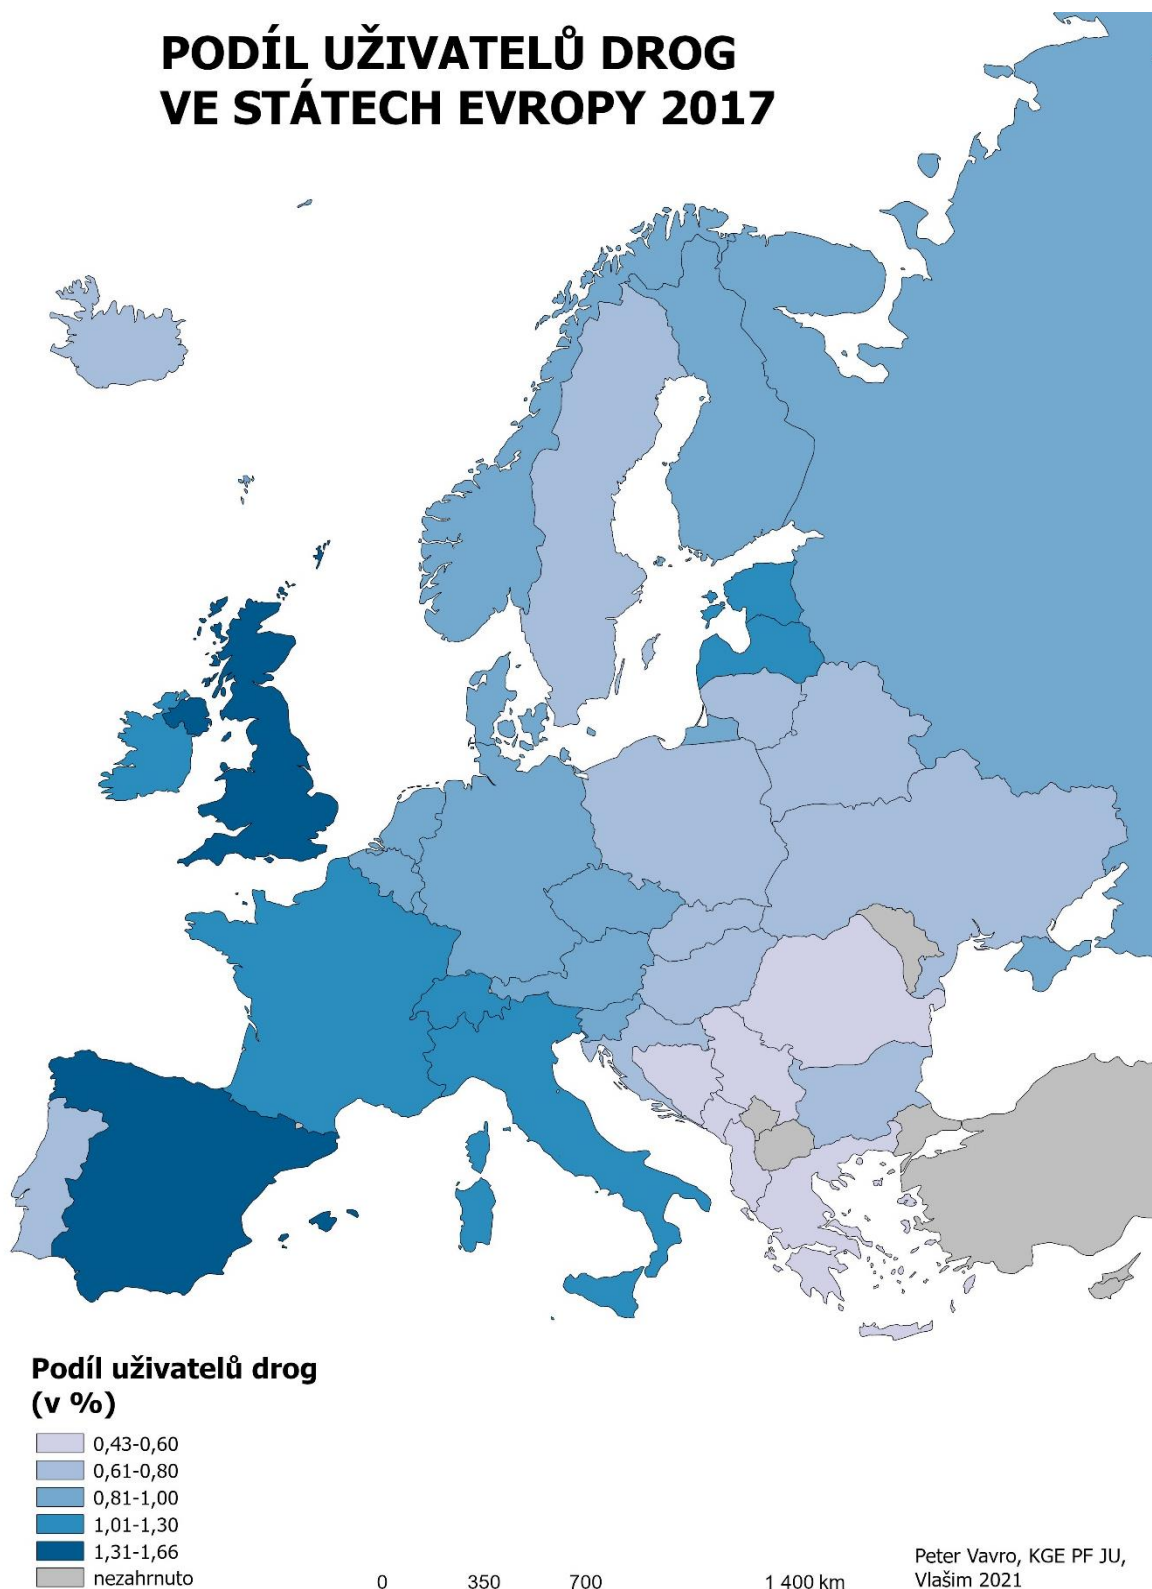 PODÍL UŽIVATELŮ DROG
VE STÁTECH EVROPY 2017
Podíl uživatelů drog
(v %)
0,43-0,60
0,61-0,80
0,81-1,00
1,01-1,30
1,31-1,66
nezahrnuto
0 350 700 1 400 km
Peter Vavro, KGE PF JU,
Vlašim 2021